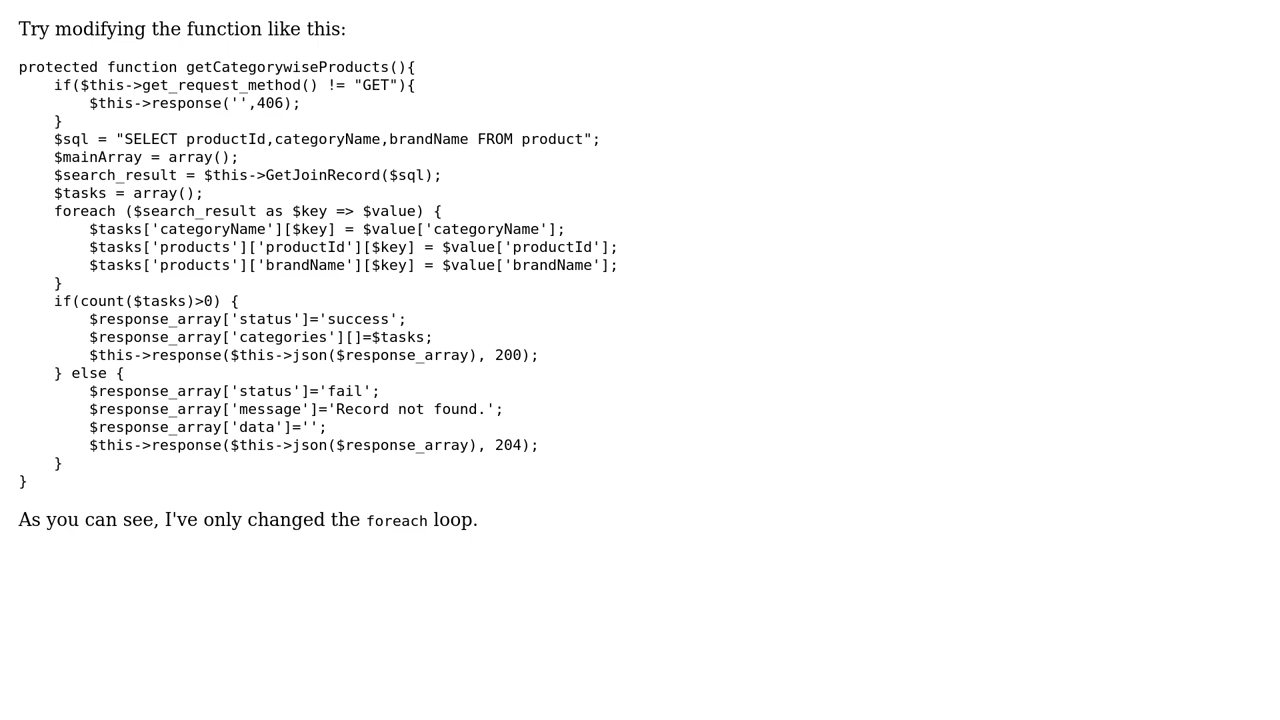 Try modifying the function like this:
protected function getCategorywiseProducts(){
    if($this->get_request_method() != "GET"){
        $this->response('',406);
    }
    $sql = "SELECT productId,categoryName,brandName FROM product";
    $mainArray = array();
    $search_result = $this->GetJoinRecord($sql);
    $tasks = array();
    foreach ($search_result as $key => $value) {
        $tasks['categoryName'][$key] = $value['categoryName'];
        $tasks['products']['productId'][$key] = $value['productId'];
        $tasks['products']['brandName'][$key] = $value['brandName'];
    }
    if(count($tasks)>0) {
        $response_array['status']='success';
        $response_array['categories'][]=$tasks;
        $this->response($this->json($response_array), 200);
    } else {
        $response_array['status']='fail';
        $response_array['message']='Record not found.';
        $response_array['data']='';
        $this->response($this->json($response_array), 204);
    }
}
As you can see, I've only changed the foreach loop.